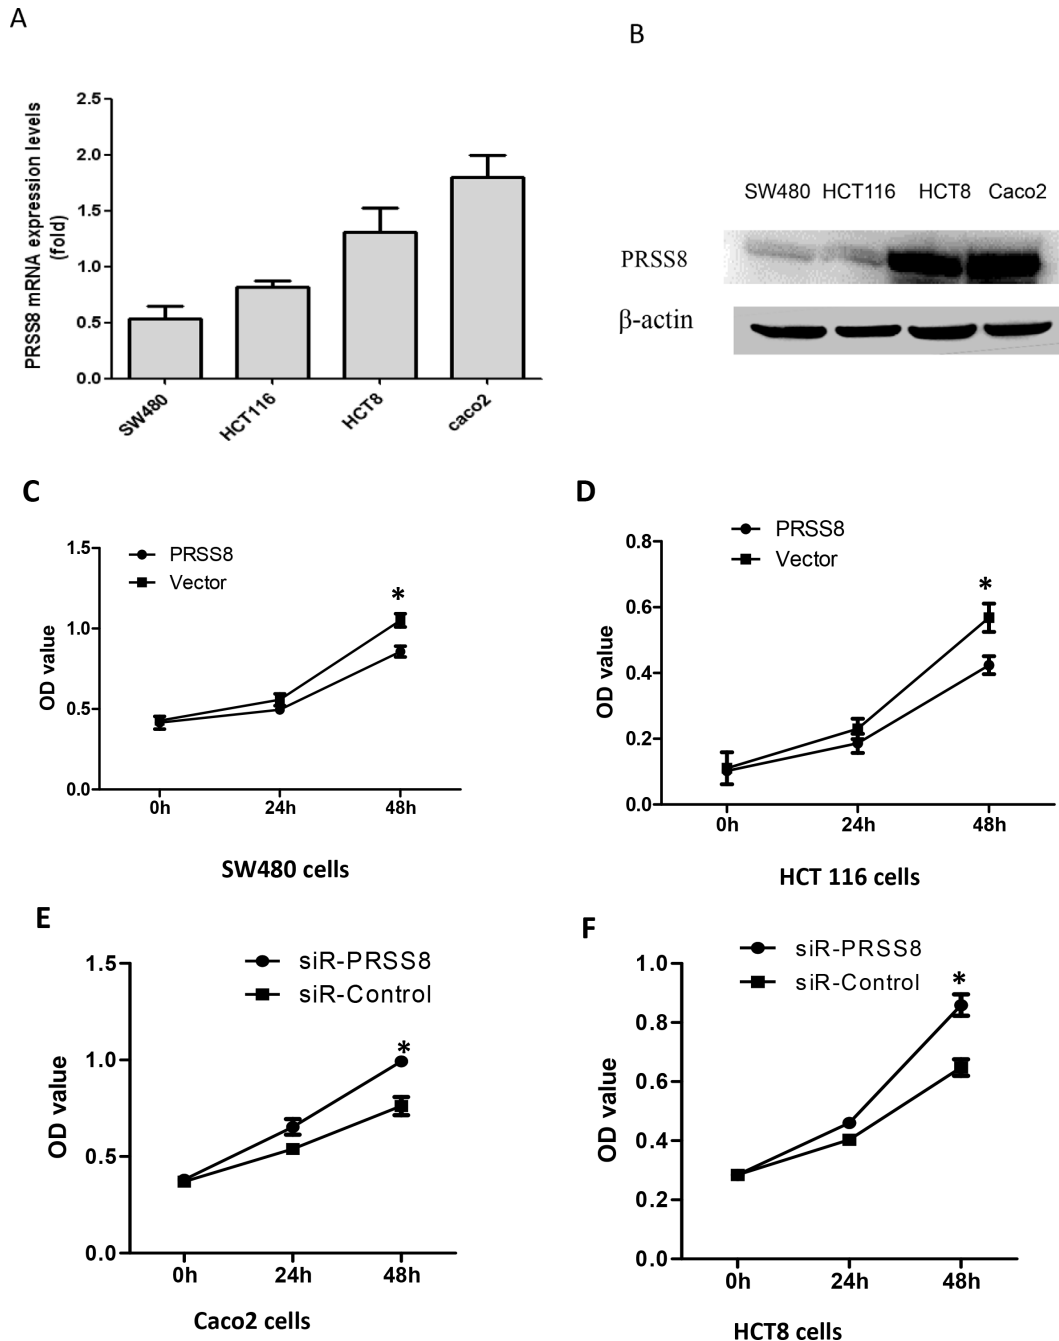 A
PRSS8 mRNA expression levels
(fold)
2.5
2.0
1.5
1.0
0.5
0.0
SW480
HCT116
HCT8
caco2
B
SW480 HCT116 HCT8 Caco2
PRSS8
β-actin
C
PRSS8
Vector
OD value
1.5
1.0
0.5
0.0
*
0h 24h 48h
SW480 cells
D
PRSS8
Vector
OD value
0.8
0.6
0.4
0.2
0.0
*
0h 24h 48h
HCT 116 cells
E
siR-PRSS8
siR-Control
OD value
1.5
1.0
0.5
0.0
*
0h 24h 48h
Caco2 cells
F
siR-PRSS8
siR-Control
OD value
1.0
0.8
0.6
0.4
0.2
0.0
*
0h 24h 48h
HCT8 cells